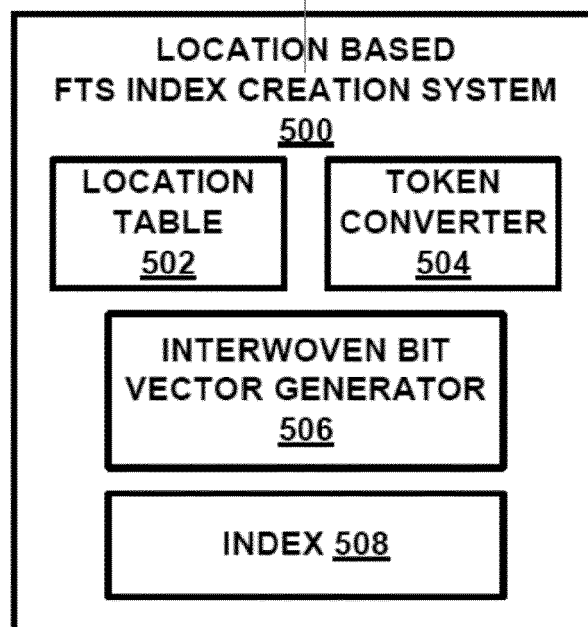 LOCATION BASED
FTS INDEX CREATION SYSTEM
500
LOCATION
TABLE
502
TOKEN
CONVERTER
504
INTERWOVEN BIT
VECTOR GENERATOR
506
INDEX 508